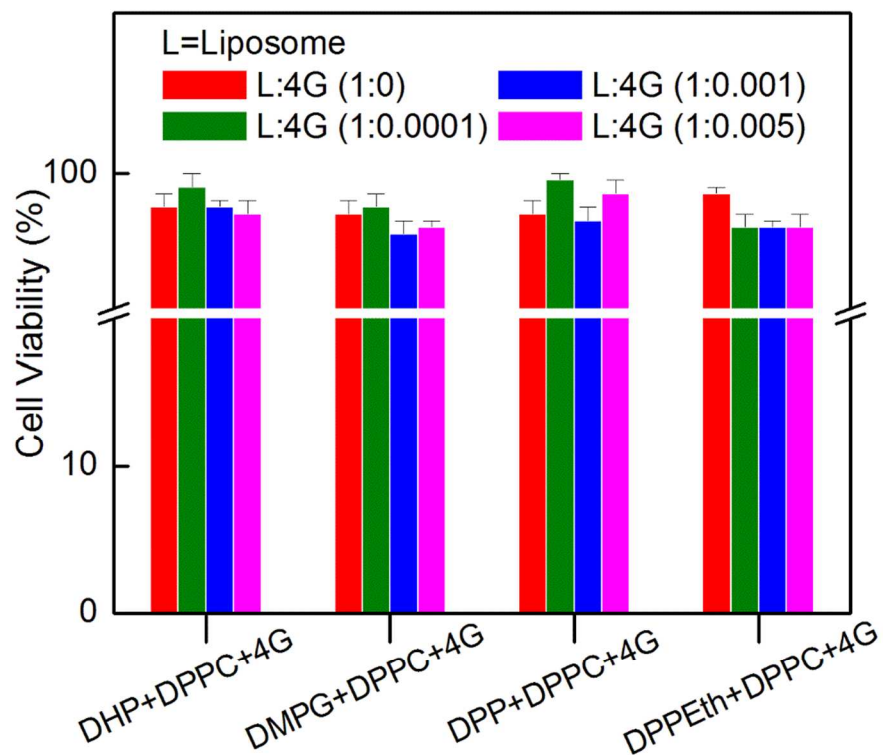 L=Liposome
L:4G (1:0) L:4G (1:0.001)
L:4G (1:0.0001) L:4G (1:0.005)
Cell Viability (%)
100
10
0
DHP+DPPC+4G DMPG+DPPC+4G DPP+DPPC+4G DPPEth+DPPC+4G